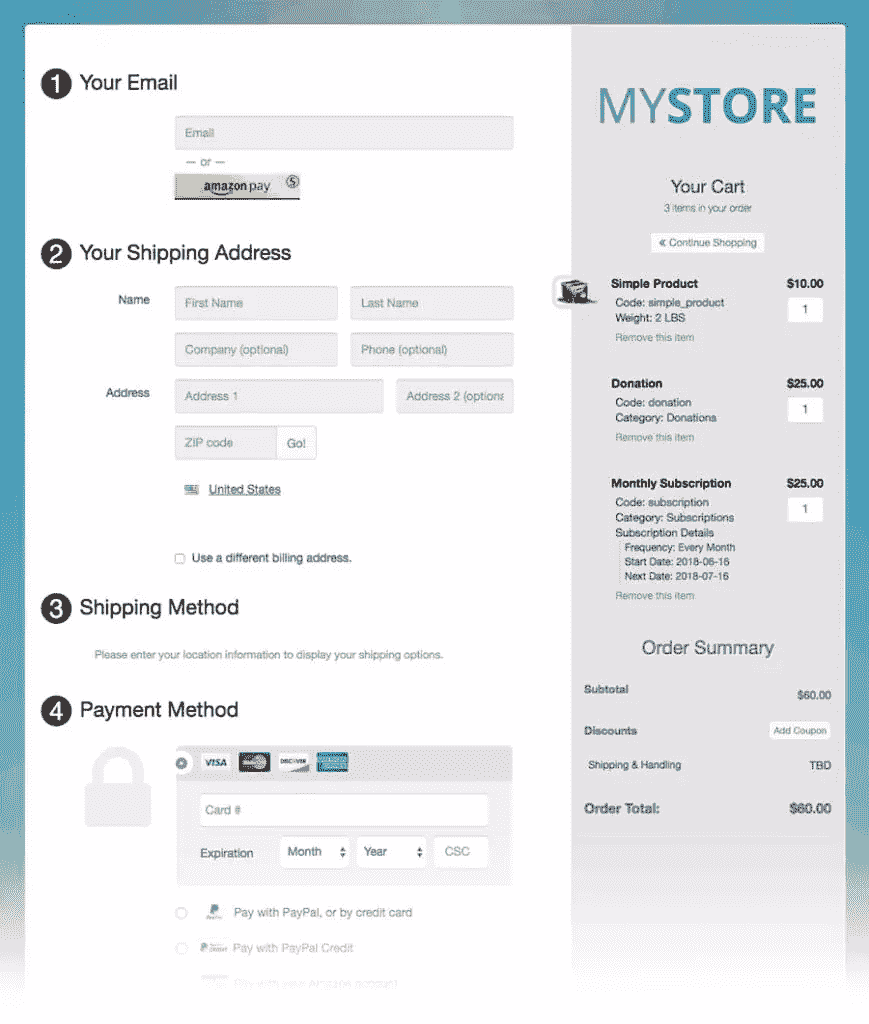 1 Your Email
Email
— or —
amazon pay
2 Your Shipping Address
Name
First Name
Last Name
Company (optional)
Phone (optional)
Address
Address 1
Address 2 (optiona
ZIP code
Go!
United States
Use a different billing address.
3 Shipping Method
Please enter your location information to display your shipping options.
4 Payment Method
VISA
DISCOVER
Card #
Expiration
Month
Year
CSC
Pay with PayPal, or by credit card
Pay with PayPal Credit
Pay with your Amazon account
MYSTORE
Your Cart
3 items in your order
« Continue Shopping
Simple Product $10.00
Code: simple_product
1
Weight: 2 LBS
Remove this item
Donation $25.00
Code: donation
1
Category: Donations
Remove this item
Monthly Subscription $25.00
Code: subscription
1
Category: Subscriptions
Subscription Details
Frequency: Every Month
Start Date: 2018-06-16
Next Date: 2018-07-16
Remove this item
Order Summary
Subtotal $60.00
Discounts Add Coupon
Shipping & Handling TBD
Order Total: $60.00